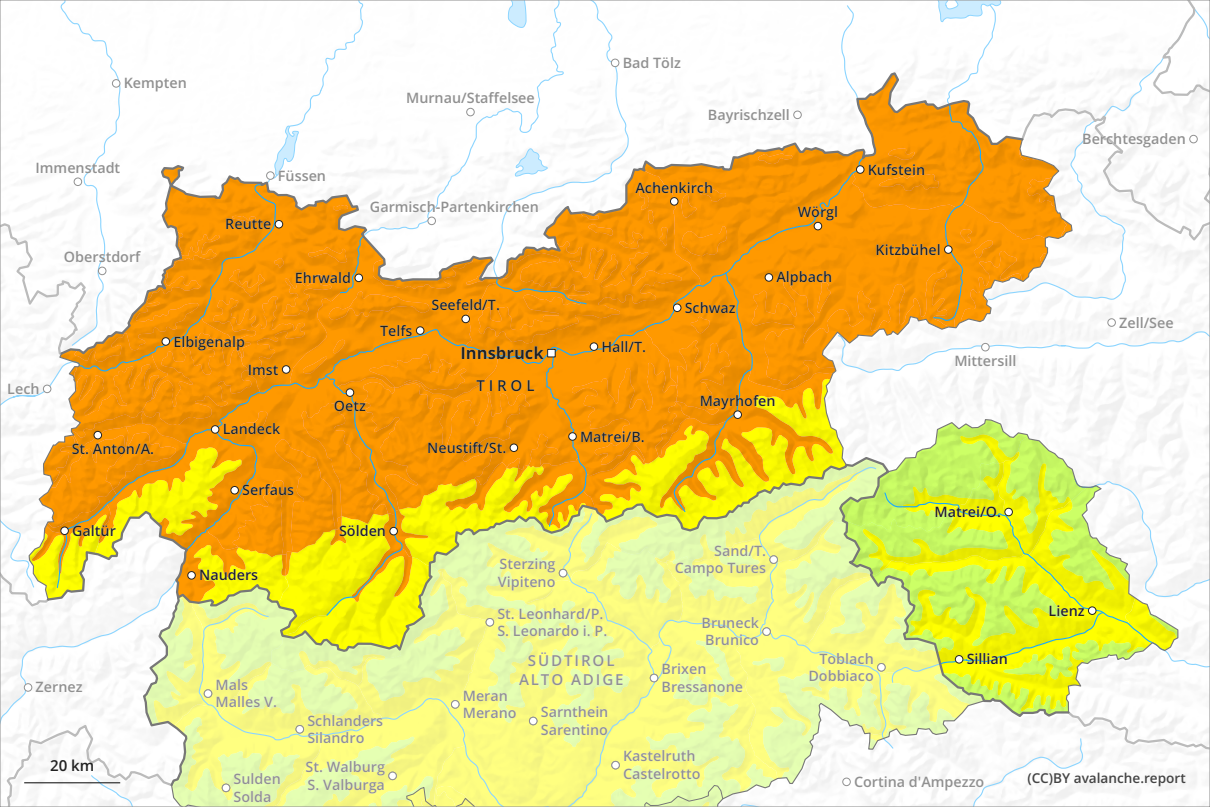 Kempten
Bad Tölz
Murnau/Staffelsee
Bayrischzell
Berchtesgaden
Immenstadt
Füssen
Kufstein
Achenkirch
Garmisch-Partenkirchen
Wörgl
Reutte
Oberstdorf
Kitzbühel
Ehrwald
Alpbach
Seefeld/T.
Schwaz
Zell/See
Telfs
Elbigenalp
Innsbruck
Hall/T.
Mittersill
Imst
TIROL
Lech
Oetz
Mayrhofen
Landeck
Matrei/B.
St. Anton/A.
Neustift/St.
Serfaus
Matrei/O.
Galtür
Sölden
Sand/T.
Campo Tures
Sterzing
Vipiteno
Nauders
Lienz
St. Leonhard/P.
S. Leonardo i. P.
Bruneck
Brunico
SÜDTIROL
ALTO ADIGE
Sillian
Toblach
Dobbiaco
Brixen
Bressanone
Zernez
Mals
Malles V.
Meran
Merano
Sarnthein
Sarentino
Schlanders
Silandro
Kastelruth
Castelrotto
St. Walburg
S. Valburga
20 km
Sulden
Solda
Cortina d'Ampezzo
(CC)BY avalanche.report